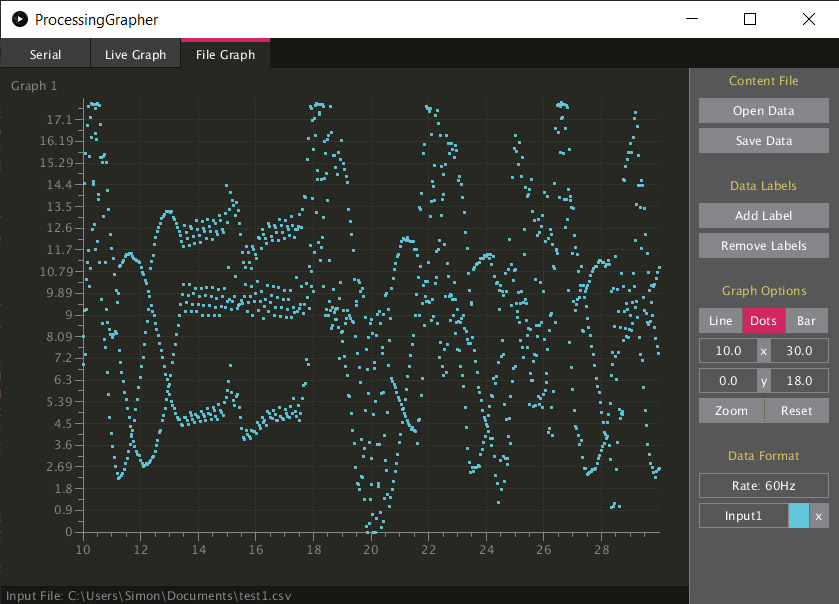 ProcessingGrapher
Serial Live Graph File Graph
Graph 1
17.1
16.19
15.29
14.4
13.5
12.6
11.7
10.79
9.89
9
8.09
7.2
6.3
5.39
4.5
3.6
2.69
1.8
0.9
0
10 12 14 16 18 20 22 24 26 28
Content File
Open Data
Save Data
Data Labels
Add Label
Remove Labels
Graph Options
Line Dots Bar
10.0 x 30.0
0.0 y 18.0
Zoom Reset
Data Format
Rate: 60Hz
Input1 x
Input File: C:\Users\Simon\Documents\test1.csv